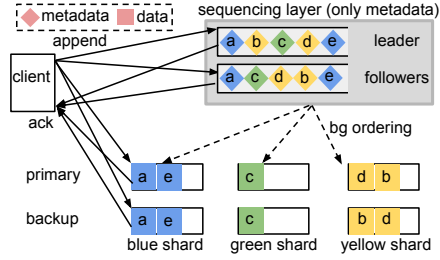 metadata data
sequencing layer (only metadata)
append
a b c d e leader
client
a c d b e followers
ack
bg ordering
primary a e c d b
backup a e c b d
blue shard green shard yellow shard